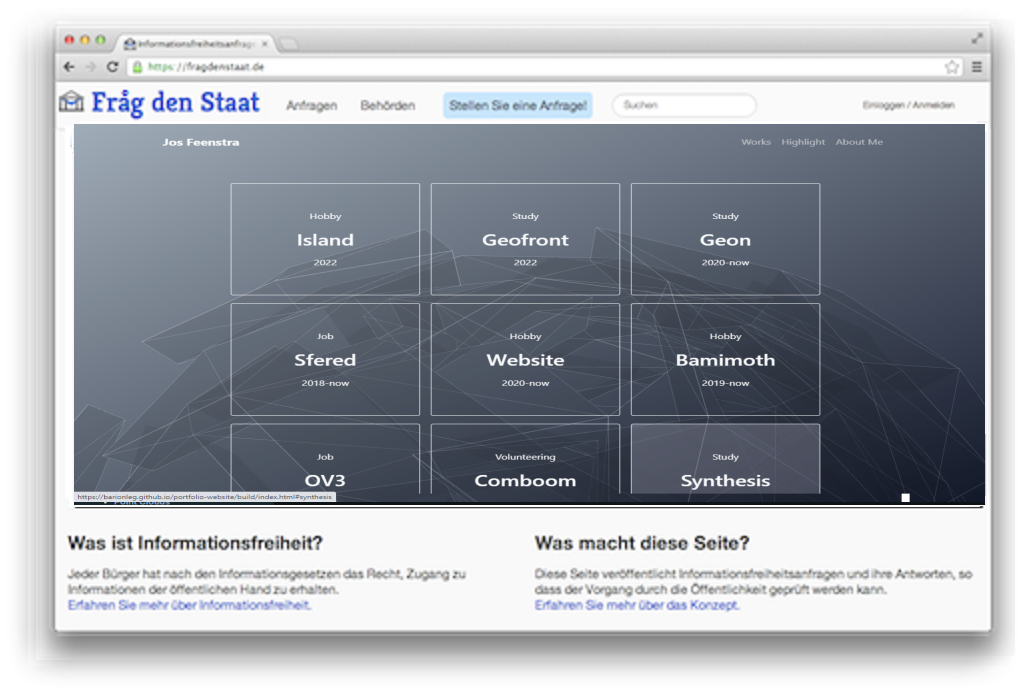 Informationsfreiheitsanfrag
https://fragdenstaat.de
Fråg den Staat
Anfragen
Behörden
Stellen Sie eine Anfrage!
Suchen
Einloggen / Anmelden
Jos Feenstra
Works Highlight About Me
Hobby
Island
2022
Study
Geofront
2022
Study
Geon
2020-now
Job
Sfered
2018-now
Hobby
Website
2020-now
Hobby
Bamimoth
2019-now
Job
OV3
Volunteering
Comboom
Study
Synthesis
https://barionleg.github.io/portfolio-website/build/index.html#synthesis
Was ist Informationsfreiheit?
Jeder Bürger hat nach den Informationsgesetzen das Recht, Zugang zu
Informationen der öffentlichen Hand zu erhalten.
Erfahren Sie mehr über Informationsfreiheit.
Was macht diese Seite?
Diese Seite veröffentlicht Informationsfreiheitsanfragen und ihre Antworten, so
dass der Vorgang durch die Öffentlichkeit geprüft werden kann.
Erfahren Sie mehr über das Konzept.